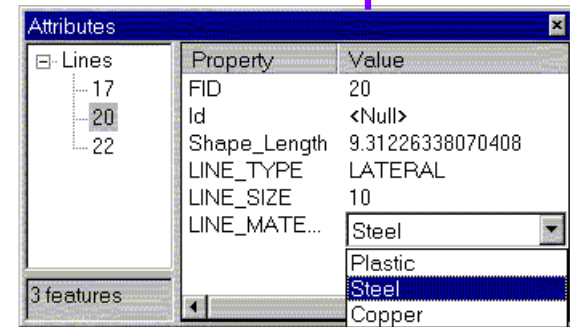 Attributes
Lines
17
20
22
3 features
Property Value
FID 20
Id <Null>
Shape_Length 9.31226338070408
LINE_TYPE LATERAL
LINE_SIZE 10
LINE_MATE... Steel
Plastic
Steel
Copper